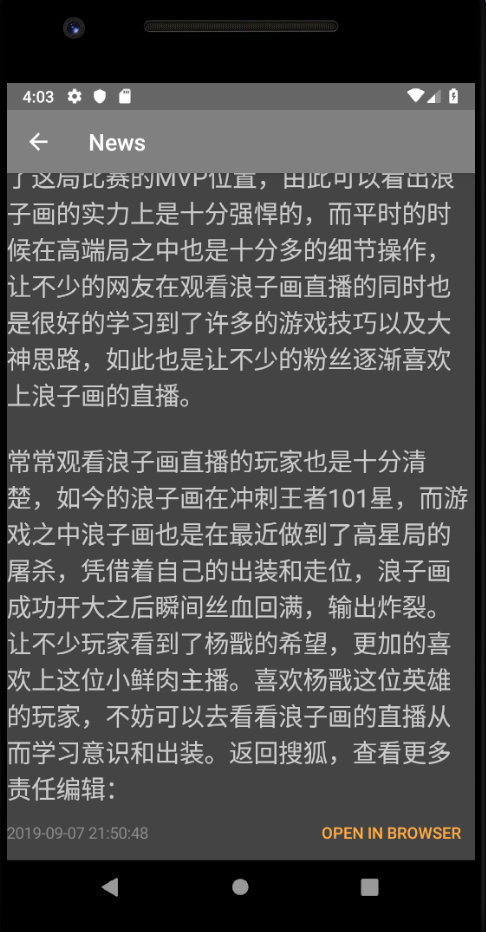 4:03
News
了这局比赛的MVP位置，由此可以看出浪
子画的实力上是十分强悍的，而平时的时
候在高端局之中也是十分多的细节操作，
让不少的网友在观看浪子画直播的同时也
是很好的学习到了许多的游戏技巧以及大
神思路，如此也是让不少的粉丝逐渐喜欢
上浪子画的直播。
常常观看浪子画直播的玩家也是十分清
楚，如今的浪子画在冲刺王者101星，而游
戏之中浪子画也是在最近做到了高星局的
屠杀，凭借着自己的出装和走位，浪子画
成功开大之后瞬间丝血回满，输出炸裂。
让不少玩家看到了杨戬的希望，更加的喜
欢上这位小鲜肉主播。喜欢杨戬这位英雄
的玩家，不妨可以去看看浪子画的直播从
而学习意识和出装。返回搜狐，查看更多
责任编辑：
2019-09-07 21:50:48
OPEN IN BROWSER